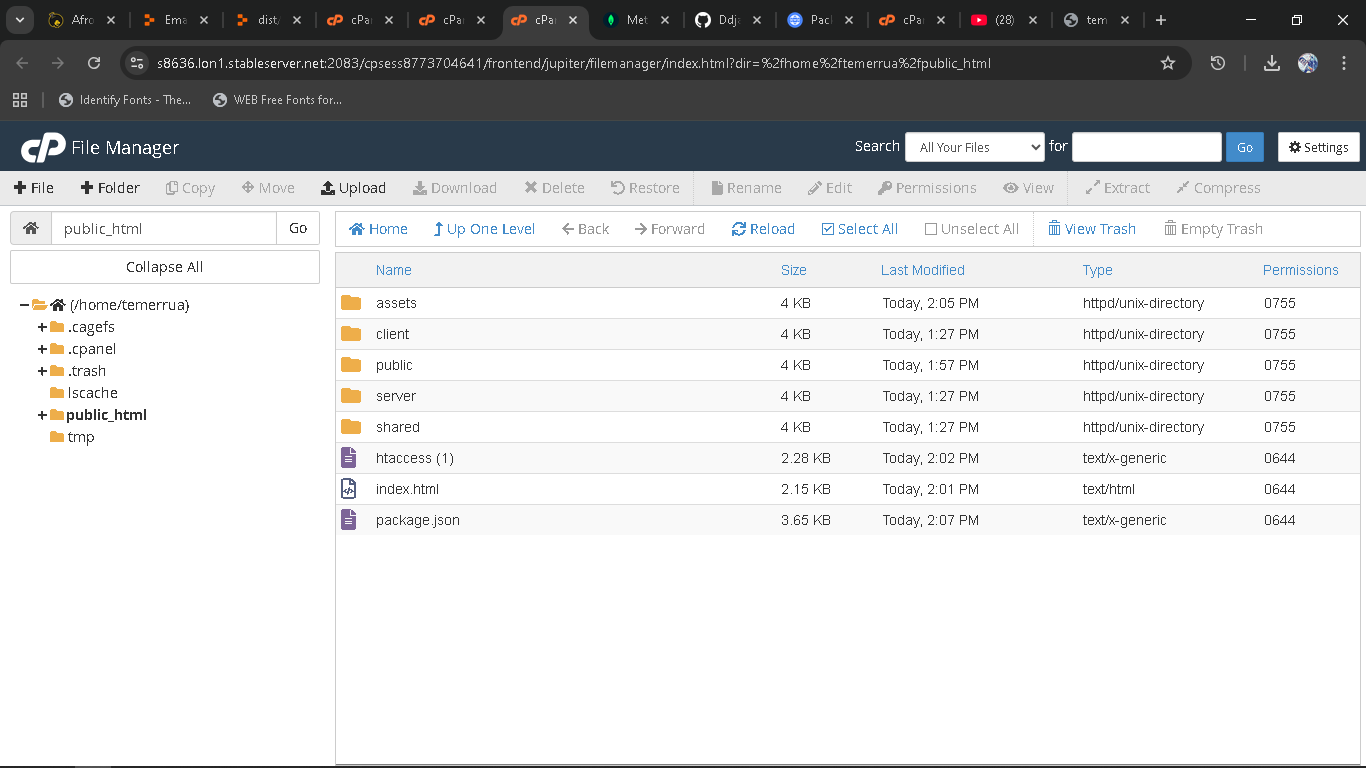 Afro
Ema
dist/
cPan
cPan
cPan
Met
Ddja
Pack
cPan
(28)
tem
s8636.lon1.stableserver.net:2083/cpsess8773704641/frontend/jupiter/filemanager/index.html?dir=%2fhome%2ftemerrua%2fpublic_html
Identify Fonts - The... WEB Free Fonts for...
cP File Manager Search All Your Files for Go Settings
File Folder Copy Move Upload Download Delete Restore Rename Edit Permissions View Extract Compress
public_html Go
Collapse All
(/home/temerrua)
.cagefs
.cpanel
.trash
lscache
public_html
tmp
Home Up One Level Back Forward Reload Select All Unselect All View Trash Empty Trash
Name Size Last Modified Type Permissions
assets 4 KB Today, 2:05 PM httpd/unix-directory 0755
client 4 KB Today, 1:27 PM httpd/unix-directory 0755
public 4 KB Today, 1:57 PM httpd/unix-directory 0755
server 4 KB Today, 1:27 PM httpd/unix-directory 0755
shared 4 KB Today, 1:27 PM httpd/unix-directory 0755
htaccess (1) 2.28 KB Today, 2:02 PM text/x-generic 0644
index.html 2.15 KB Today, 2:01 PM text/html 0644
package.json 3.65 KB Today, 2:07 PM text/x-generic 0644